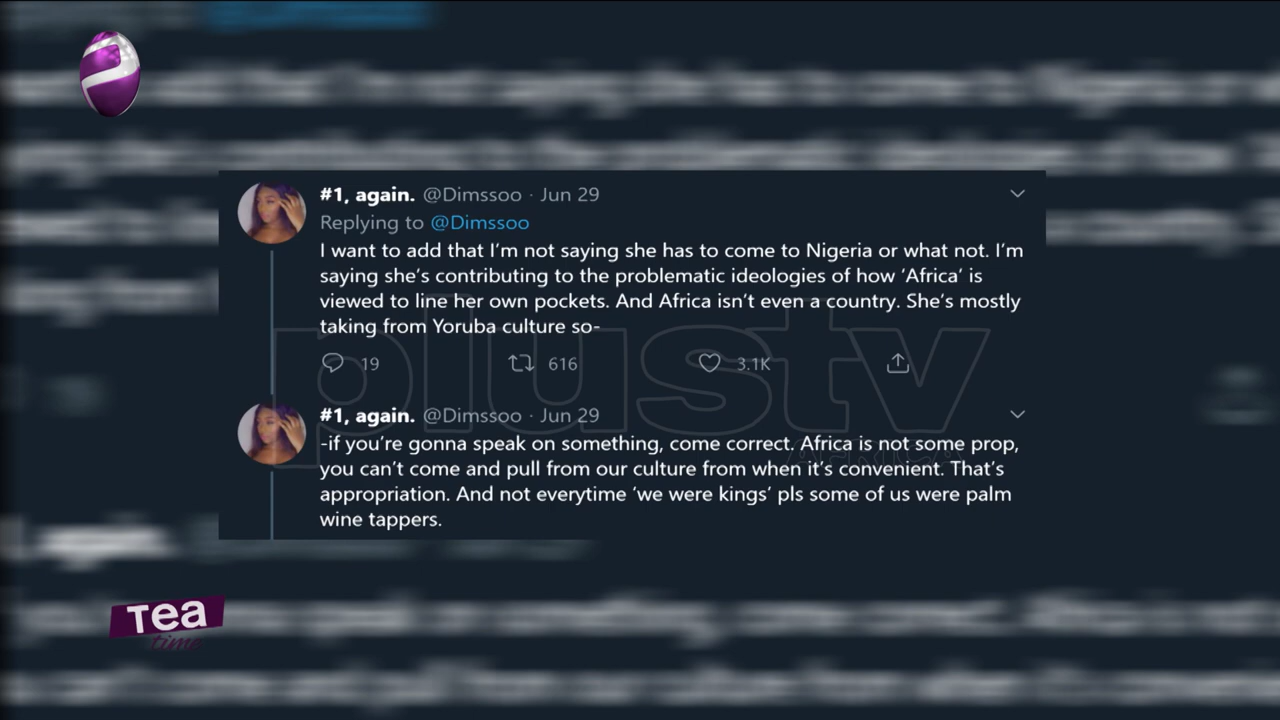 #1, again. @Dimssoo · Jun 29
Replying to @Dimssoo
I want to add that I'm not saying she has to come to Nigeria or what not. I'm
saying she's contributing to the problematic ideologies of how 'Africa' is
viewed to line her own pockets. And Africa isn't even a country. She's mostly
taking from Yoruba culture so-
19 616 3.1K
#1, again. @Dimssoo · Jun 29
-if you're gonna speak on something, come correct. Africa is not some prop,
you can't come and pull from our culture from when it's convenient. That's
appropriation. And not everytime 'we were kings' pls some of us were palm
wine tappers.
plustv
AFRICA
Tea
time